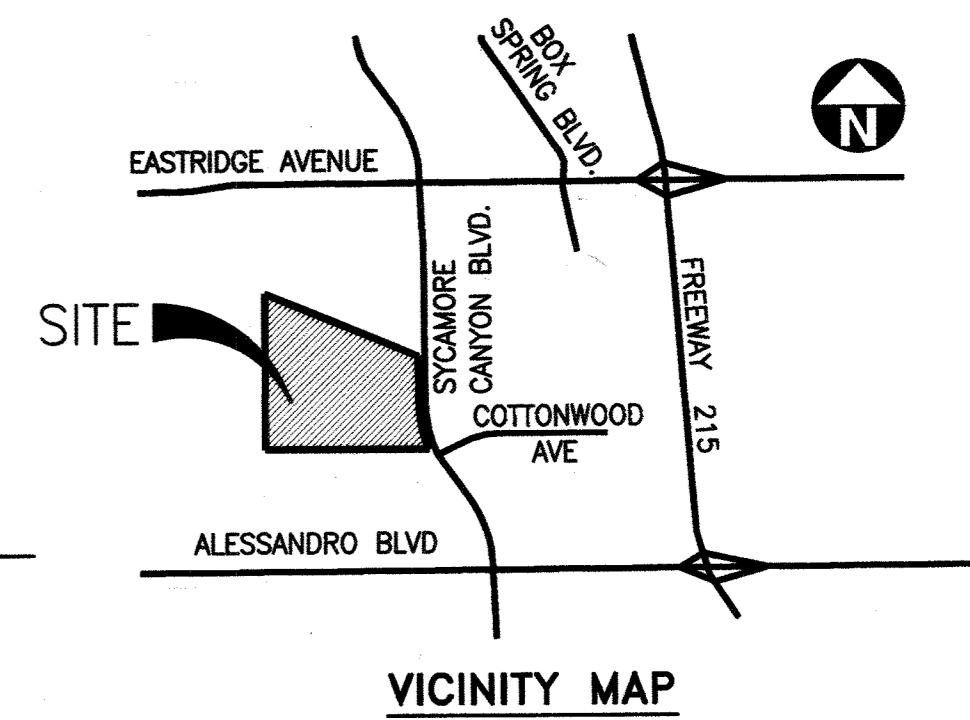 BOX
SPRING BLVD.
N
EASTRIDGE AVENUE
SYCAMORE
CANYON BLVD.
FREEWAY 215
SITE
COTTONWOOD
AVE
ALESSANDRO BLVD
VICINITY MAP